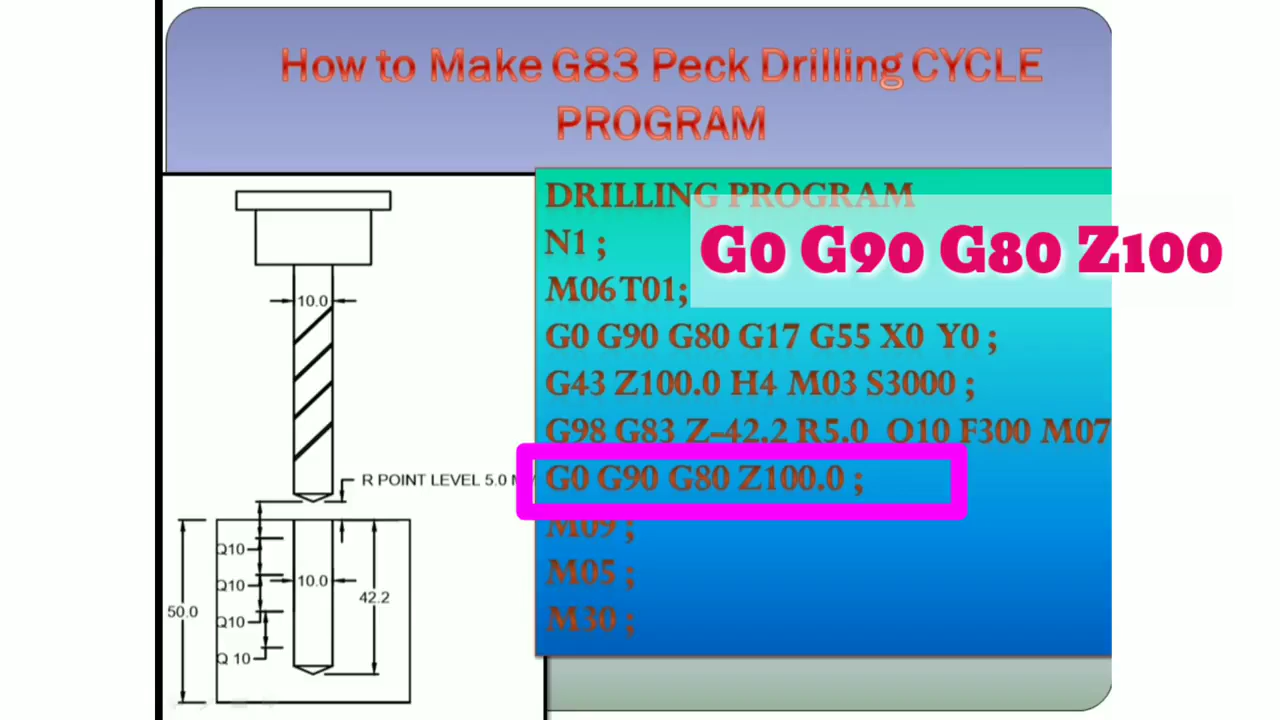 How to Make G83 Peck Drilling CYCLE
PROGRAM
DRILLING PROGRAM
G0 G90 G80 Z100
N1 ;
M06 T01;
G0 G90 G80 G17 G55 X0 Y0 ;
G43 Z100.0 H4 M03 S3000 ;
G98 G83 Z-42.2 R5.0 Q10 F300 M07
G0 G90 G80 Z100.0 ;
M09 ;
M05 ;
M30 ;
10.0
R POINT LEVEL 5.0
Q10
Q10
10.0
42.2
50.0
Q10
Q 10